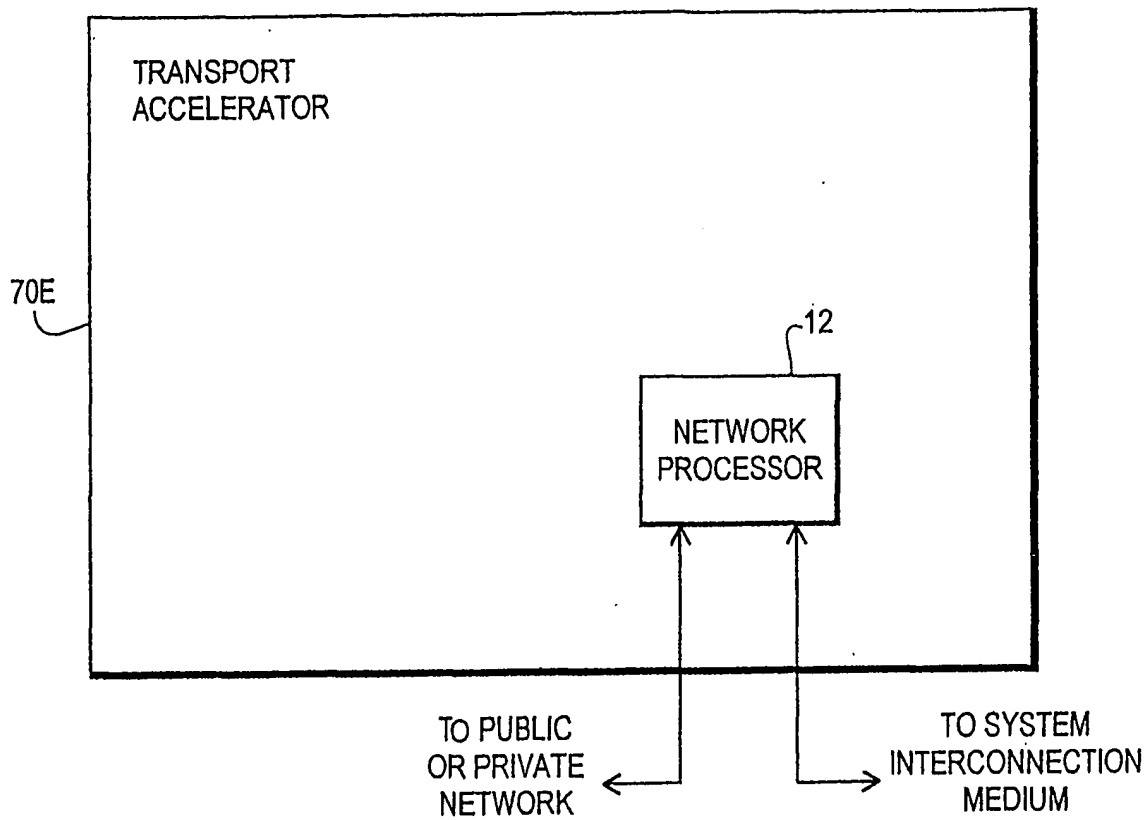 TRANSPORT
ACCELERATOR
70E
12
NETWORK
PROCESSOR
TO PUBLIC
OR PRIVATE
NETWORK
TO SYSTEM
INTERCONNECTION
MEDIUM